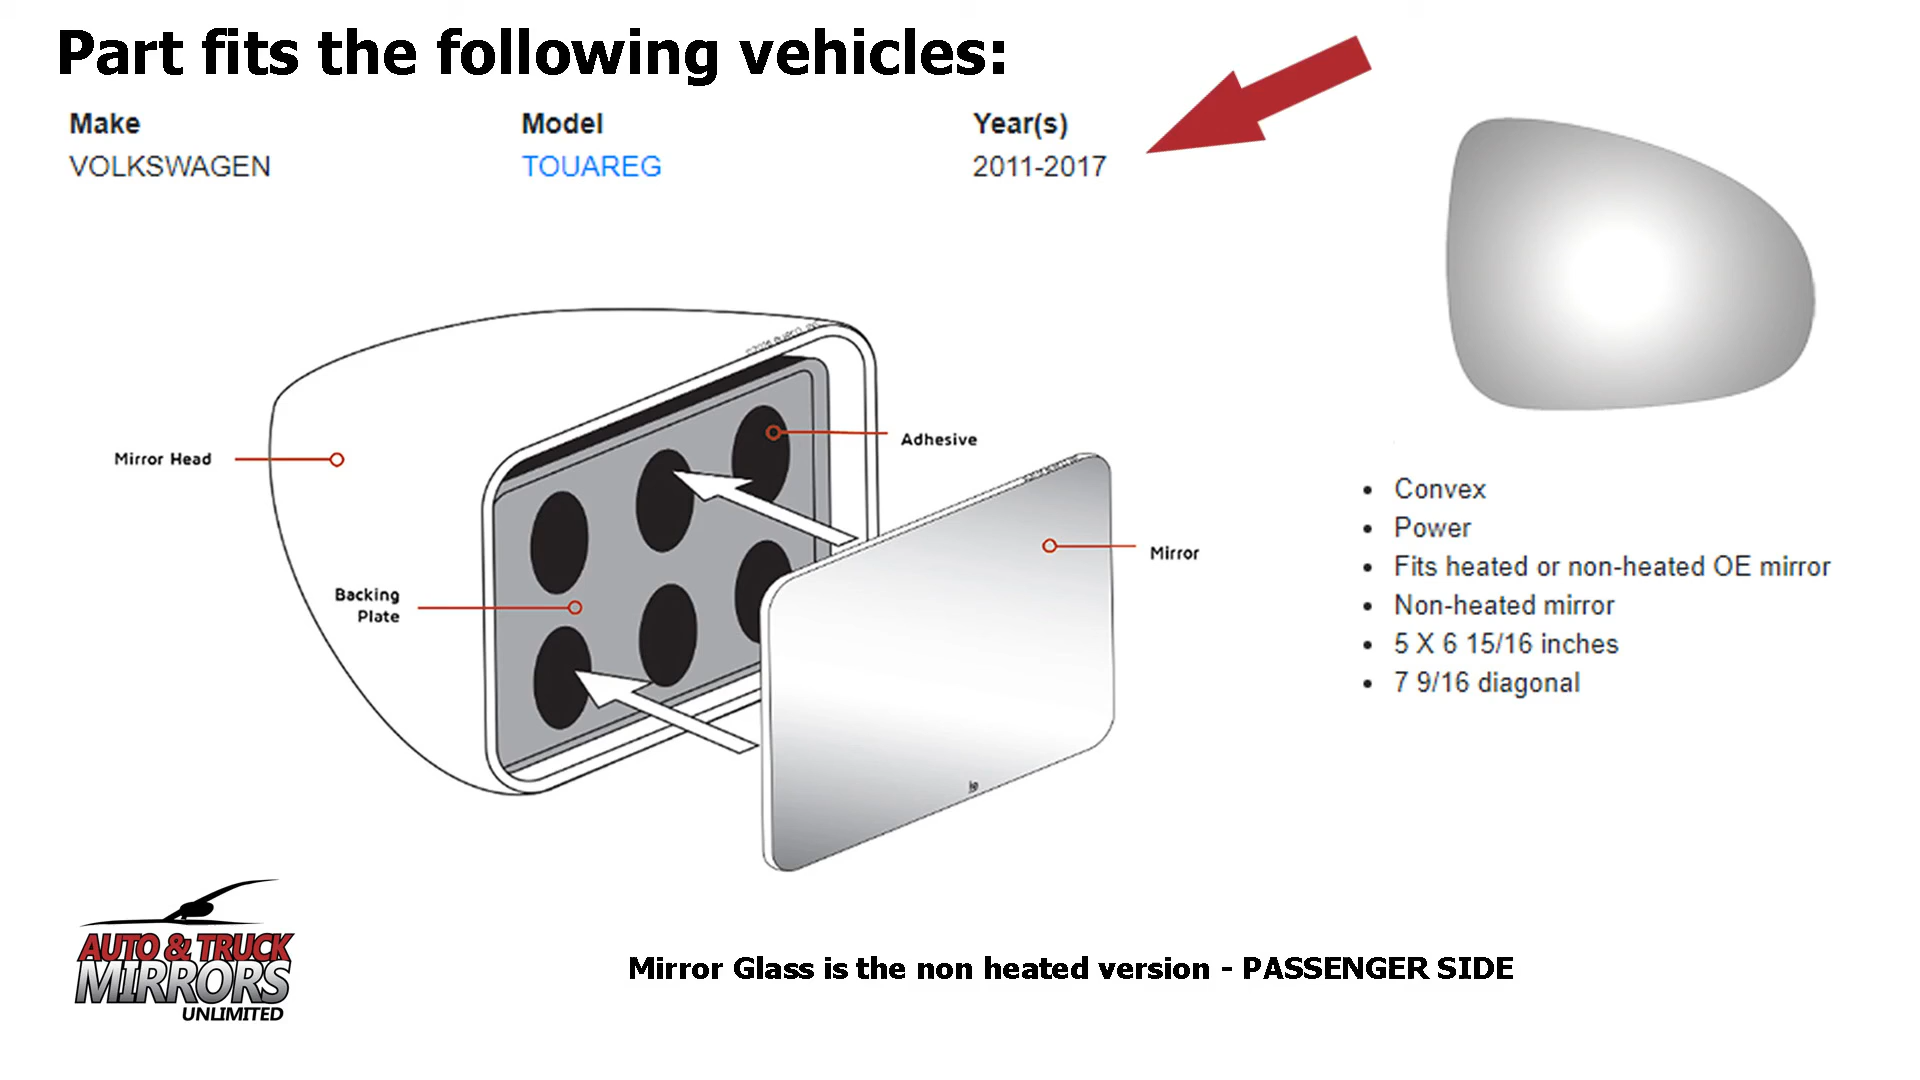 Part fits the following vehicles:
Make Model Year(s)
VOLKSWAGEN TOUAREG 2011-2017
Mirror Head
Adhesive
Backing
Plate
Mirror
• Convex
• Power
• Fits heated or non-heated OE mirror
• Non-heated mirror
• 5 X 6 15/16 inches
• 7 9/16 diagonal
AUTO & TRUCK
MIRRORS
UNLIMITED
Mirror Glass is the non heated version - PASSENGER SIDE